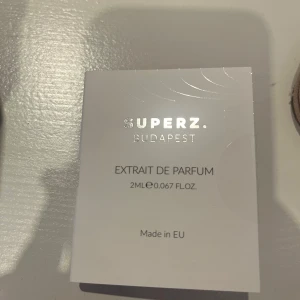 SUPERZ.
BUDAPEST
EXTRAIT DE PARFUM
2ML℮0.067 FL.OZ.
Made in EU